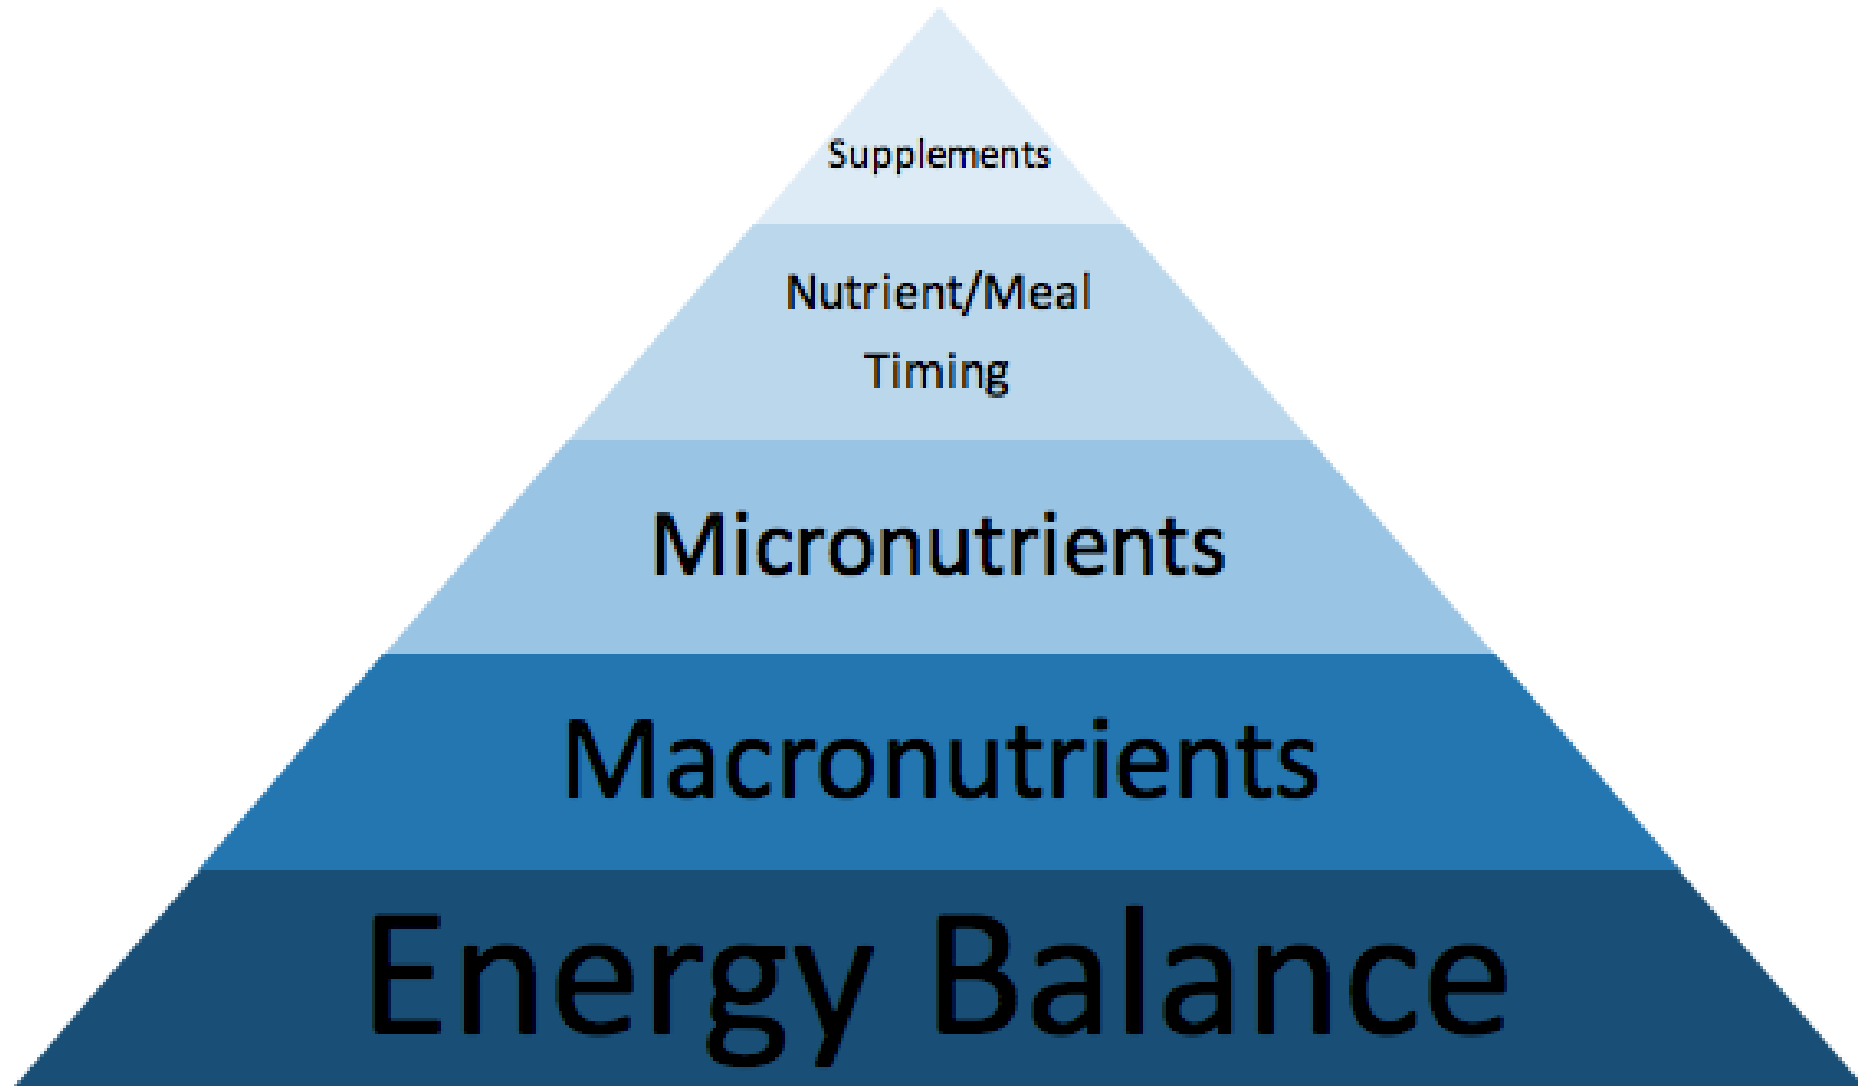 Supplements
Nutrient/Meal
Timing
Micronutrients
Macronutrients
Energy Balance